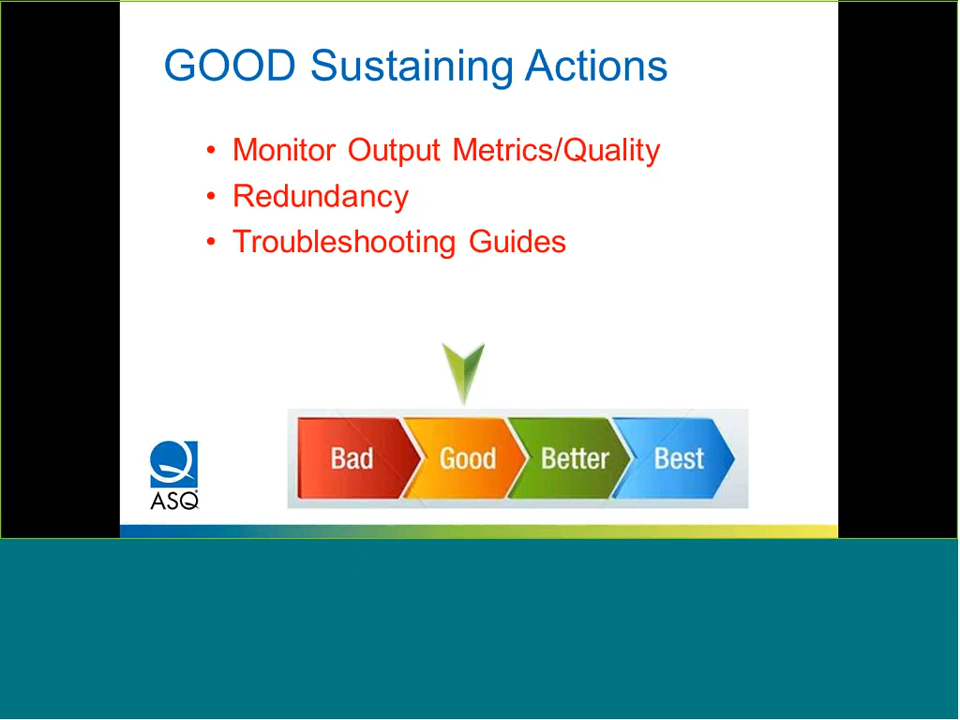 GOOD Sustaining Actions
• Monitor Output Metrics/Quality
• Redundancy
• Troubleshooting Guides
Bad Good Better Best
ASQ